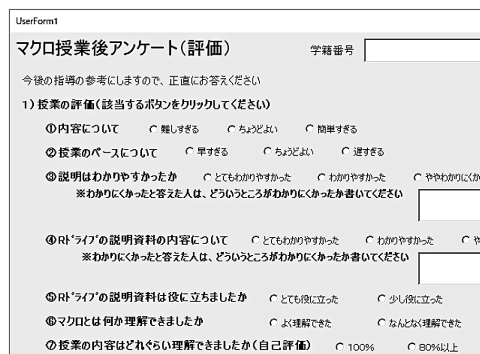 UserForm1
マクロ授業後アンケート(評価)
学籍番号
今後の指導の参考にしますので、正直にお答えください
1)授業の評価(該当するボタンをクリックしてください)
①内容について 難しすぎる ちょうどよい 簡単すぎる
②授業のペースについて 早すぎる ちょうどよい 遅すぎる
③説明はわかりやすかったか とてもわかりやすかった わかりやすかった ややわかりにくか
※わかりにくかったと答えた人は、どういうところがわかりにくかったか書いてください
④Rドライブの説明資料の内容について とてもわかりやすかった わかりやすかった や
※わかりにくかったと答えた人は、どういうところがわかりにくかったか書いてください
⑤Rドライブの説明資料は役に立ちましたか とても役に立った 少し役に立った
⑥マクロとは何か理解できましたか よく理解できた なんとなく理解できた
⑦授業の内容はどれぐらい理解できましたか(自己評価) 100% 80%以上